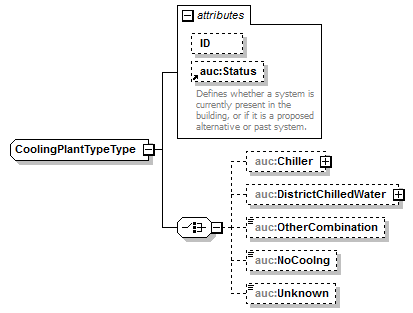 attributes
ID
auc:Status
Defines whether a system is
currently present in the
building, or if it is a proposed
alternative or past system.
CoolingPlantTypeType
auc:Chiller
auc:DistrictChilledWater
auc:OtherCombination
auc:NoCoolng
auc:Unknown